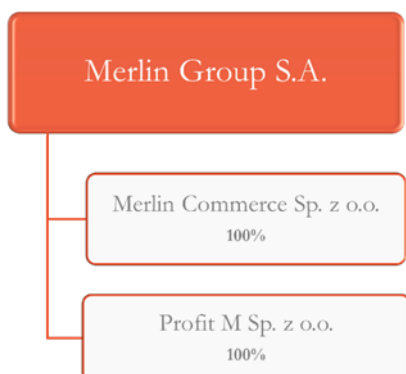 Merlin Group S.A.
Merlin Commerce Sp. z o.o.
100%
Profit M Sp. z o.o.
100%